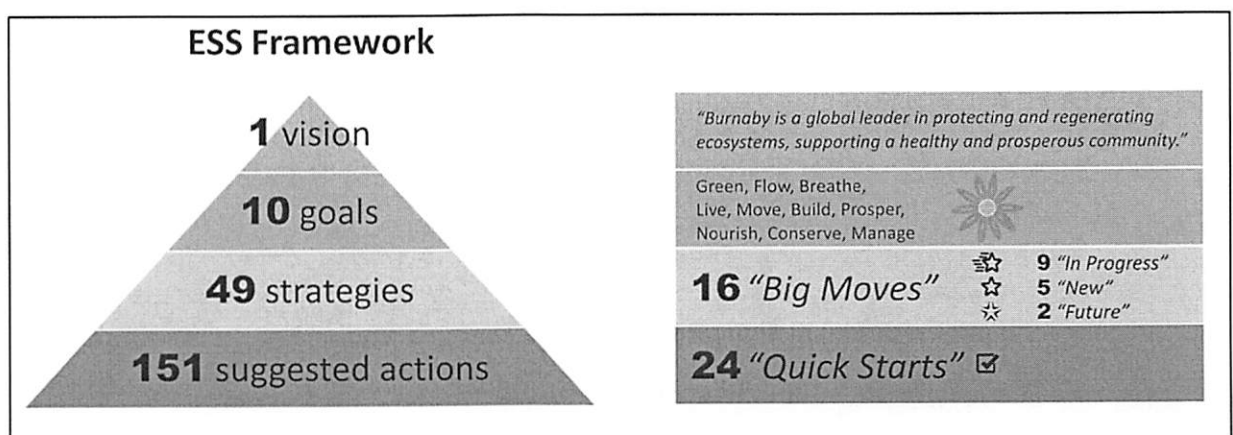 ESS Framework
1 vision
10 goals
49 strategies
151 suggested actions
"Burnaby is a global leader in protecting and regenerating
ecosystems, supporting a healthy and prosperous community."
Green, Flow, Breathe,
Live, Move, Build, Prosper,
Nourish, Conserve, Manage
16 "Big Moves"
9 "In Progress"
5 "New"
2 "Future"
24 "Quick Starts"